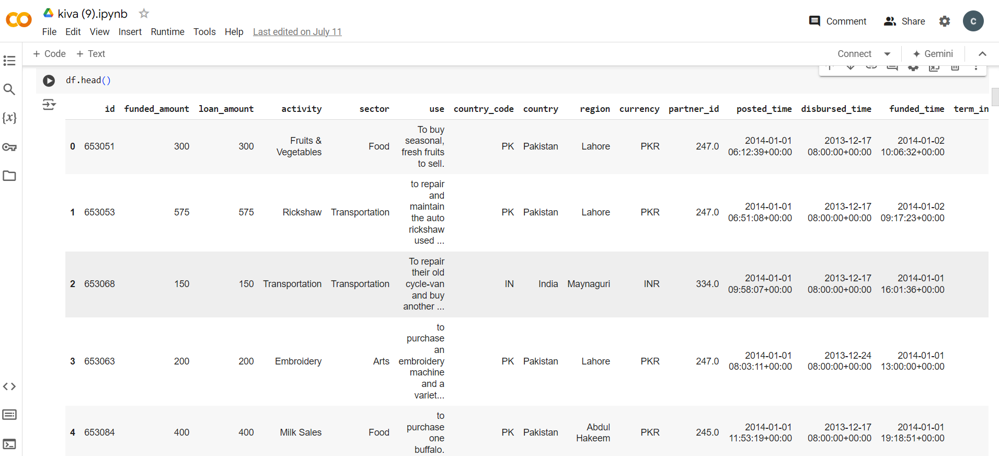 kiva (9).ipynb
File Edit View Insert Runtime Tools Help Last edited on July 11
Comment Share C
+ Code + Text
Connect Gemini
{x}
df.head()
id funded_amount loan_amount activity sector use country_code country region currency partner_id posted_time disbursed_time funded_time term_in
0 653051 300 300 Fruits & Vegetables Food To buy seasonal, fresh fruits to sell. PK Pakistan Lahore PKR 247.0 2014-01-01 06:12:39+00:00 2013-12-17 08:00:00+00:00 2014-01-02 10:06:32+00:00
1 653053 575 575 Rickshaw Transportation to repair and maintain the auto rickshaw used ... PK Pakistan Lahore PKR 247.0 2014-01-01 06:51:08+00:00 2013-12-17 08:00:00+00:00 2014-01-02 09:17:23+00:00
2 653068 150 150 Transportation Transportation To repair their old cycle-van and buy another ... IN India Maynaguri INR 334.0 2014-01-01 09:58:07+00:00 2013-12-17 08:00:00+00:00 2014-01-01 16:01:36+00:00
3 653063 200 200 Embroidery Arts to purchase an embroidery machine and a variet... PK Pakistan Lahore PKR 247.0 2014-01-01 08:03:11+00:00 2013-12-24 08:00:00+00:00 2014-01-01 13:00:00+00:00
4 653084 400 400 Milk Sales Food to purchase one buffalo. PK Pakistan Abdul Hakeem PKR 245.0 2014-01-01 11:53:19+00:00 2013-12-17 08:00:00+00:00 2014-01-01 19:18:51+00:00